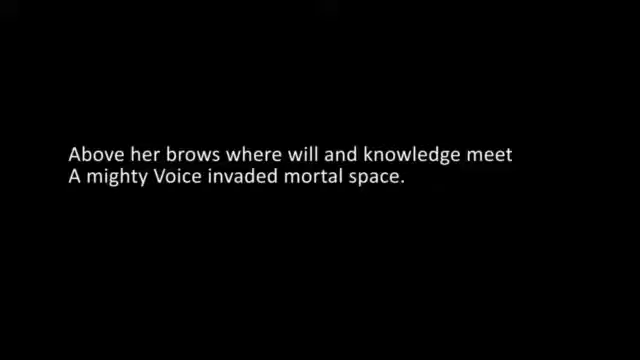 Above her brows where will and knowledge meet
A mighty Voice invaded mortal space.